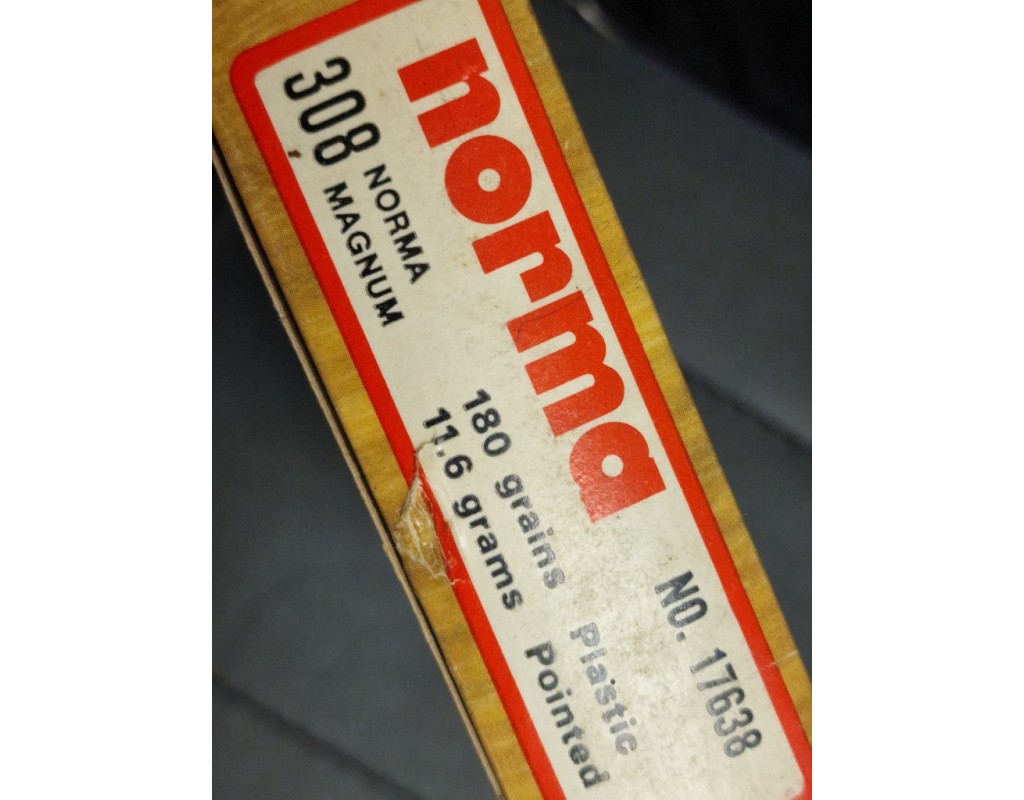 norma
308 NORMA
MAGNUM
180 grains Plastic
11,6 grams Pointed
NO. 17638